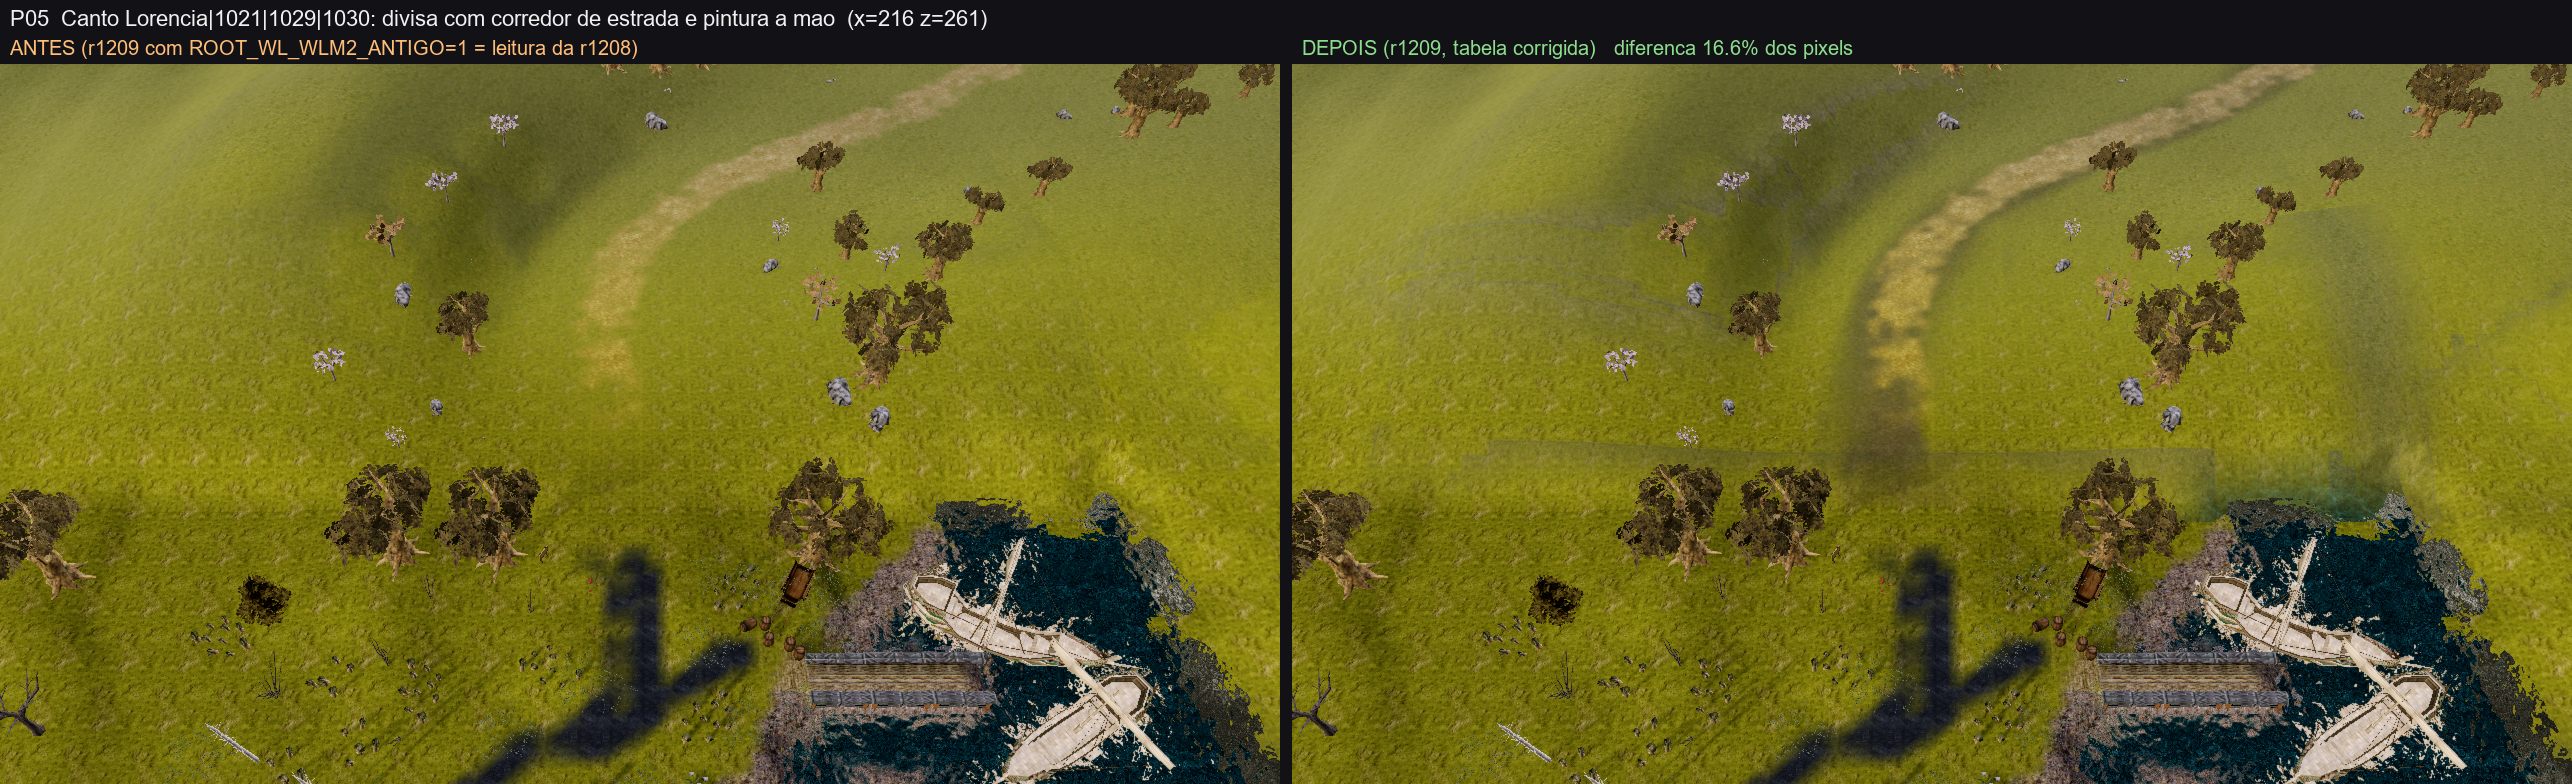 P05  Canto Lorencia|1021|1029|1030: divisa com corredor de estrada e pintura a mao  (x=216 z=261)
ANTES (r1209 com ROOT_WL_WLM2_ANTIGO=1 = leitura da r1208)
DEPOIS (r1209, tabela corrigida)   diferenca 16.6% dos pixels